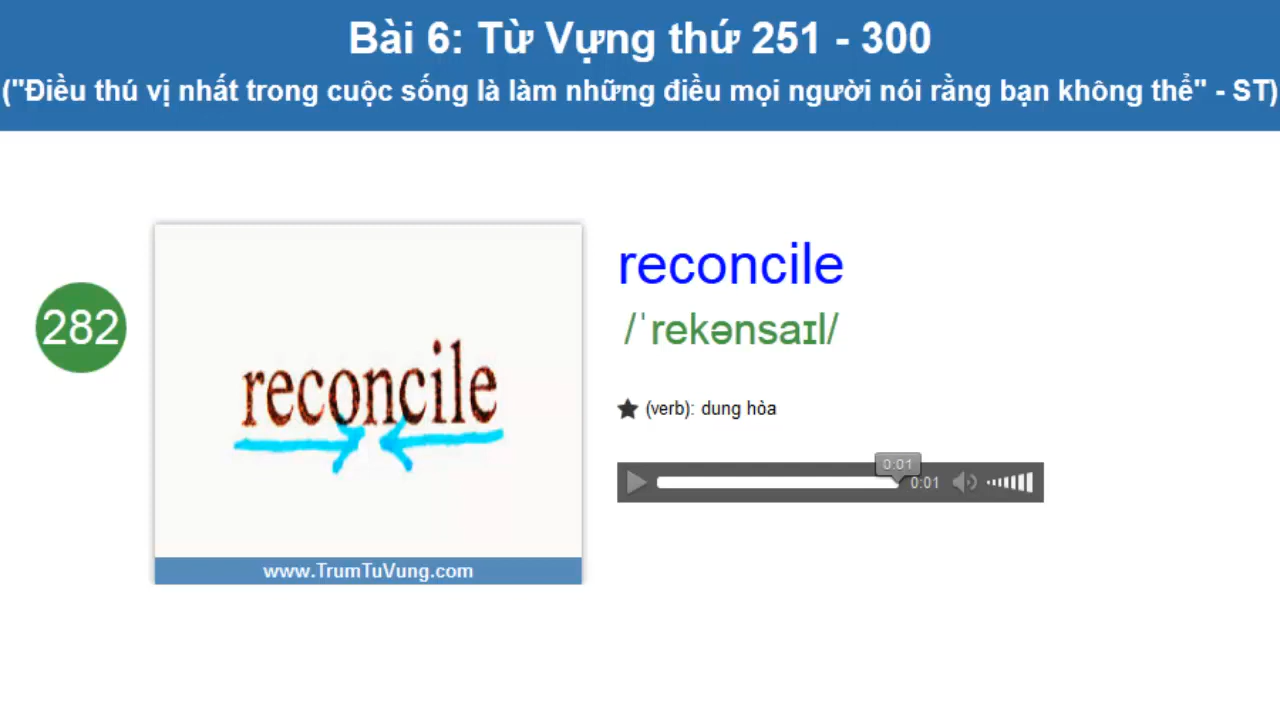 Bài 6: Từ Vựng thứ 251 - 300
("Điều thú vị nhất trong cuộc sống là làm những điều mọi người nói rằng bạn không thể" - ST)
282
reconcile
www.TrumTuVung.com
reconcile
/ˈrekənsaɪl/
★ (verb): dung hòa
0:01
0:01